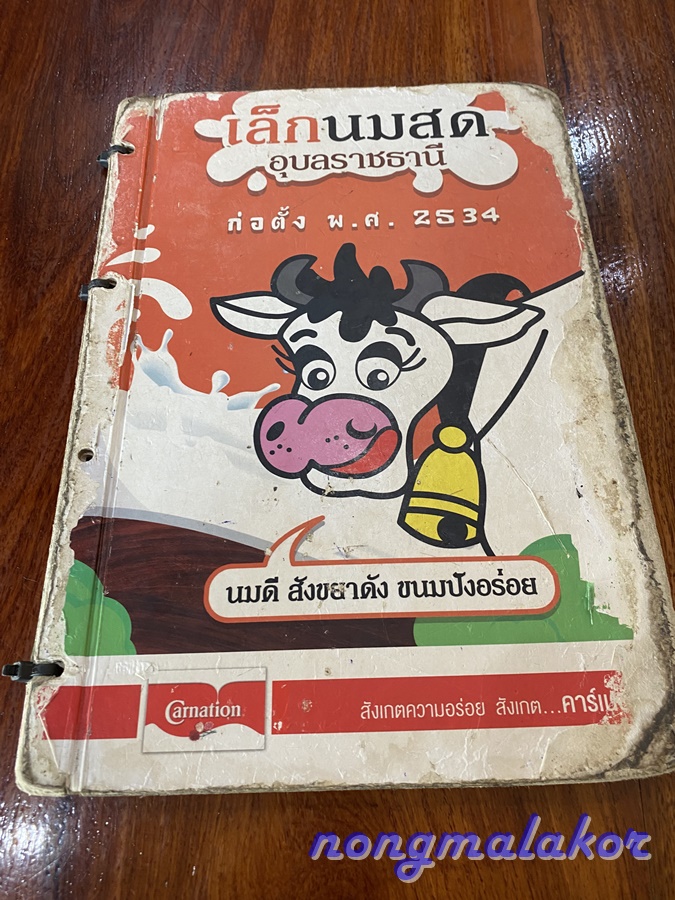 เล็กนมสด
อุบลราชธานี
ก่อตั้ง พ.ศ. 2534
นมดี สังขยาดัง ขนมปังอร่อย
Carnation
สังเกตความอร่อย สังเกต...คาร์เน
nongmalakor